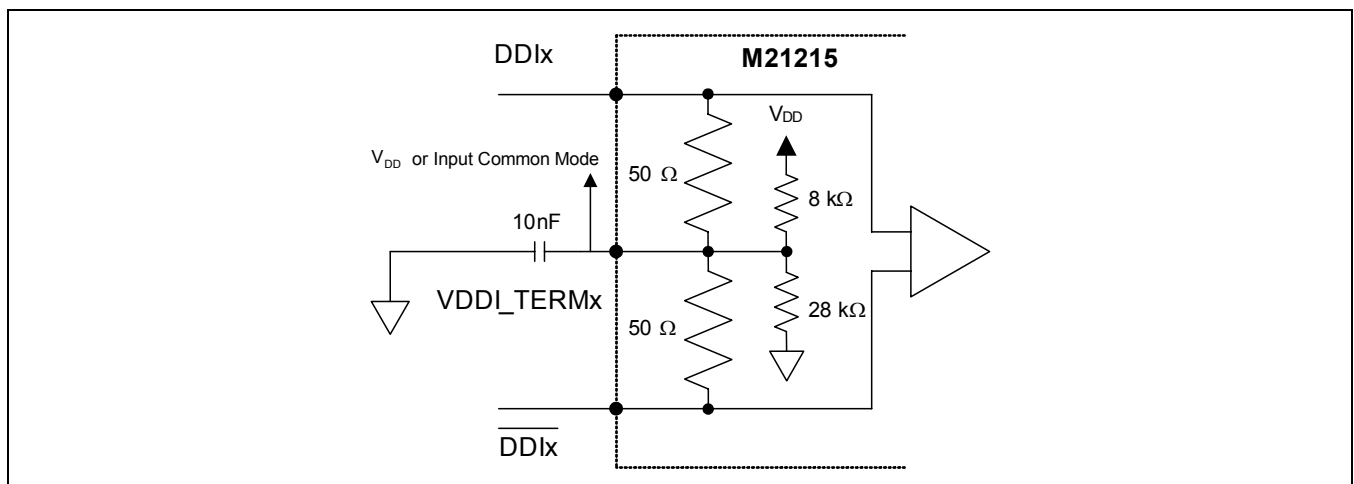 DDIx
M21215
VDD
VDD or Input Common Mode
50 Ω
8 kΩ
10nF
VDDI_TERMx
28 kΩ
50 Ω
DDIx